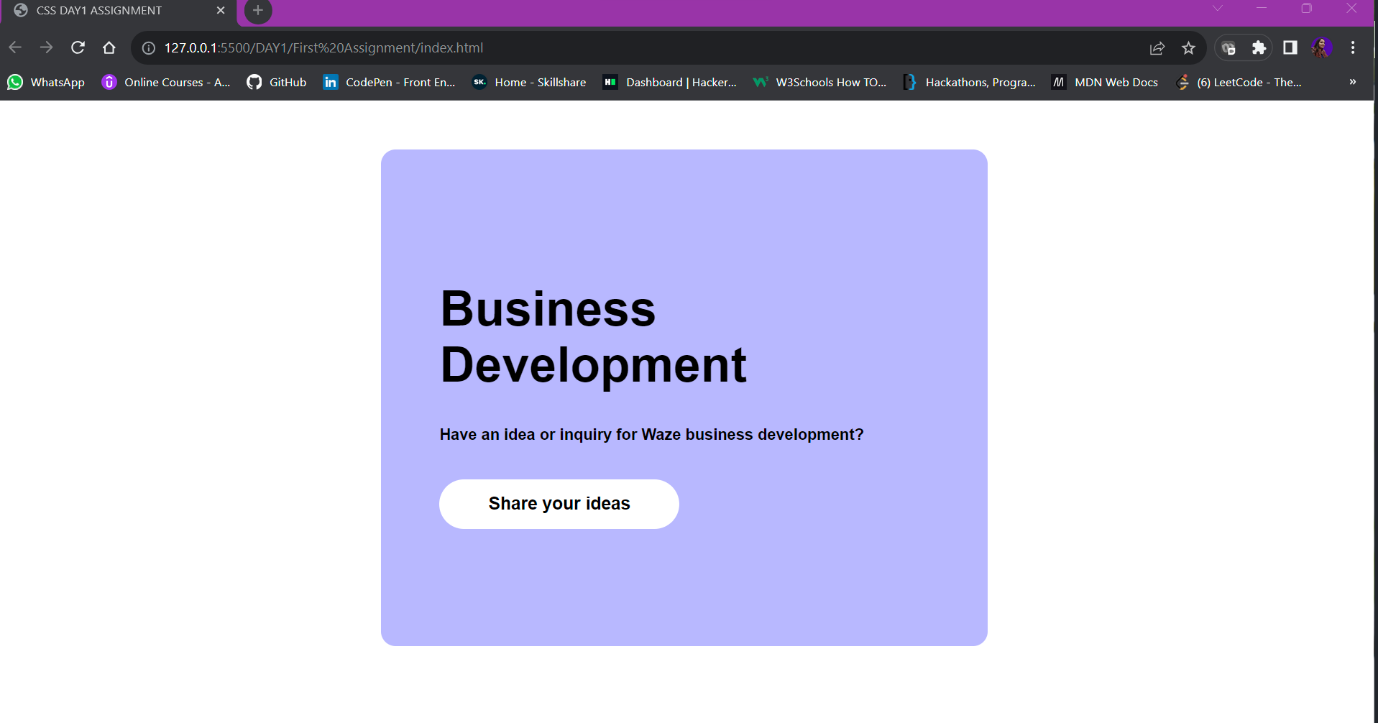 CSS DAY1 ASSIGNMENT
127.0.0.1:5500/DAY1/First%20Assignment/index.html
WhatsApp Online Courses - A... GitHub CodePen - Front En... Home - Skillshare Dashboard | Hacker... W3Schools How TO... Hackathons, Progra... MDN Web Docs (6) LeetCode - The... »
Business
Development
Have an idea or inquiry for Waze business development?
Share your ideas